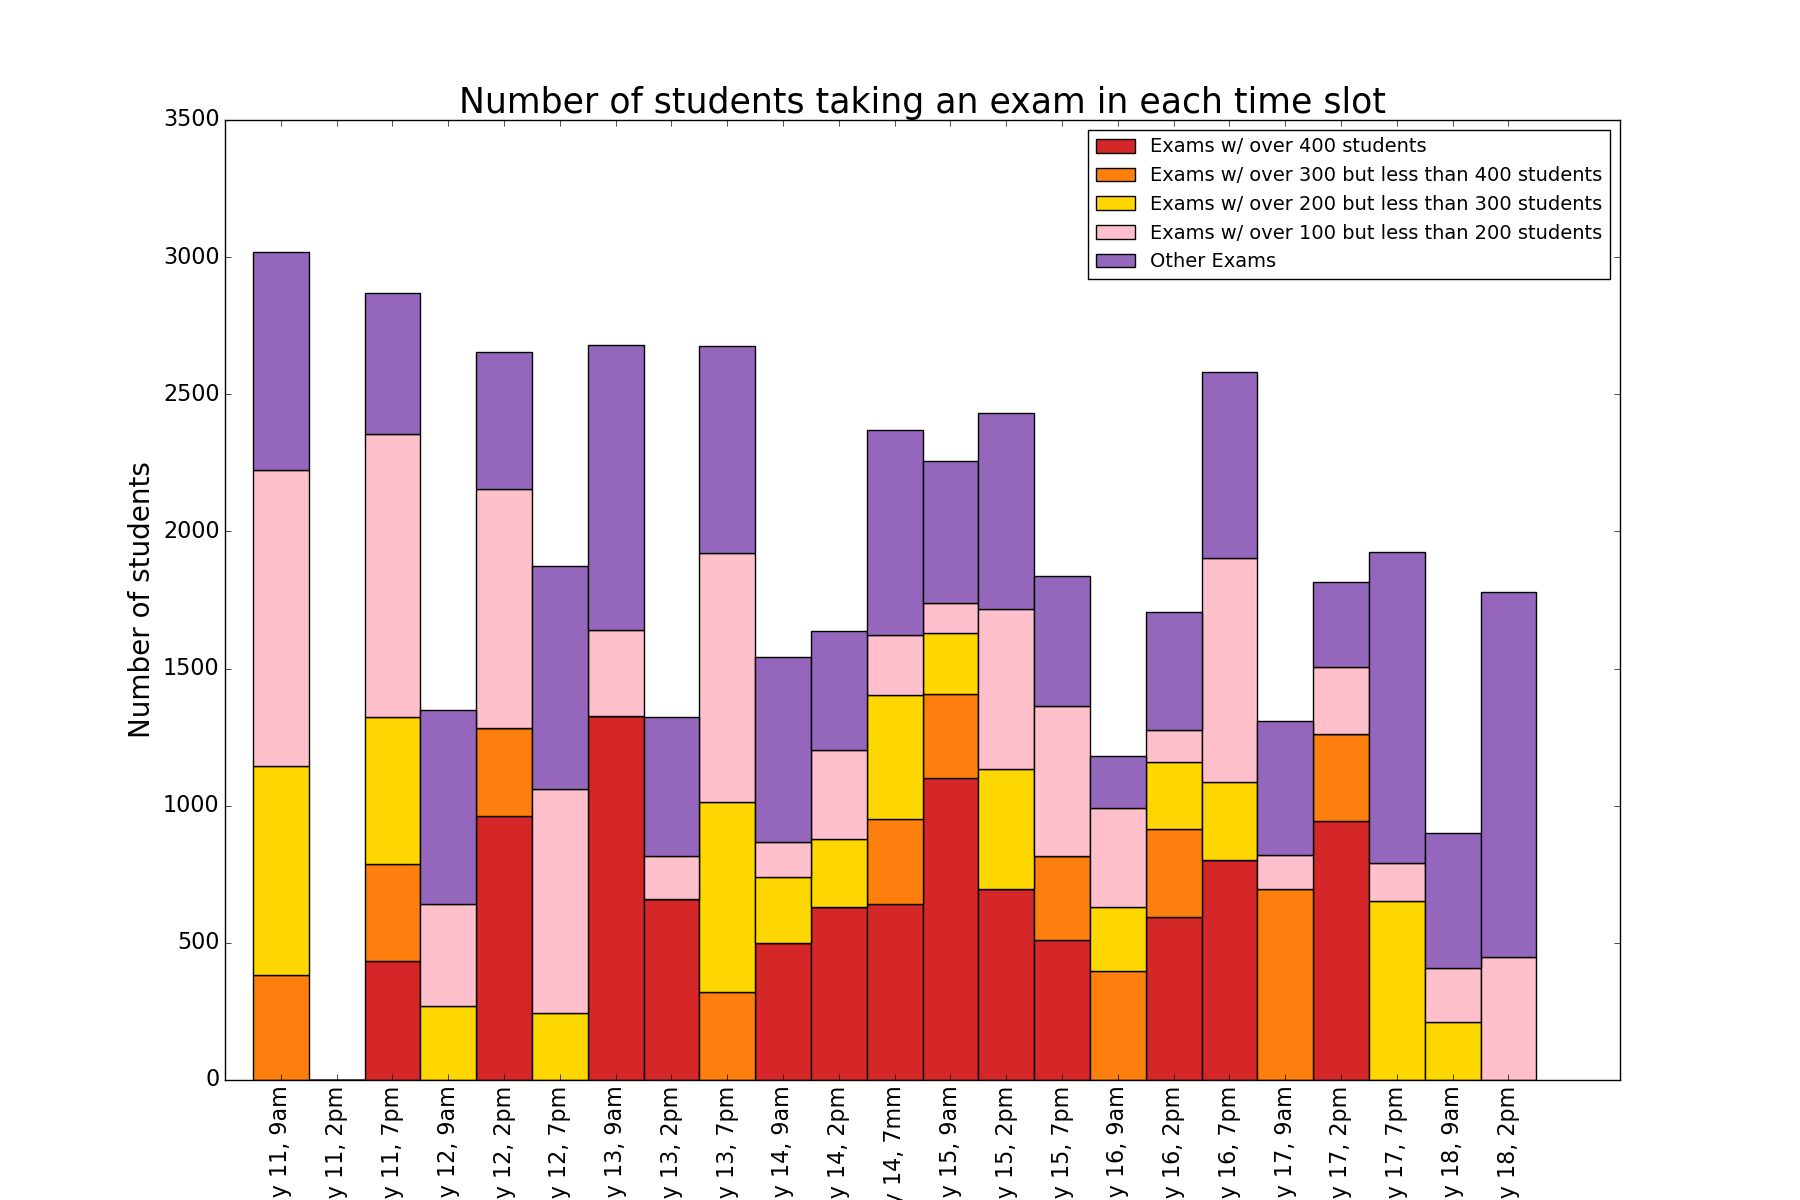 Number of students taking an exam in each time slot
3500
3000
2500
2000
1500
1000
500
0
Number of students
Exams w/ over 400 students
Exams w/ over 300 but less than 400 students
Exams w/ over 200 but less than 300 students
Exams w/ over 100 but less than 200 students
Other Exams
y 11, 9am
y 11, 2pm
y 11, 7pm
y 12, 9am
y 12, 2pm
y 12, 7pm
y 13, 9am
y 13, 2pm
y 13, 7pm
y 14, 9am
y 14, 2pm
y 14, 7mm
y 15, 9am
y 15, 2pm
y 15, 7pm
y 16, 9am
y 16, 2pm
y 16, 7pm
y 17, 9am
y 17, 2pm
y 17, 7pm
y 18, 9am
y 18, 2pm